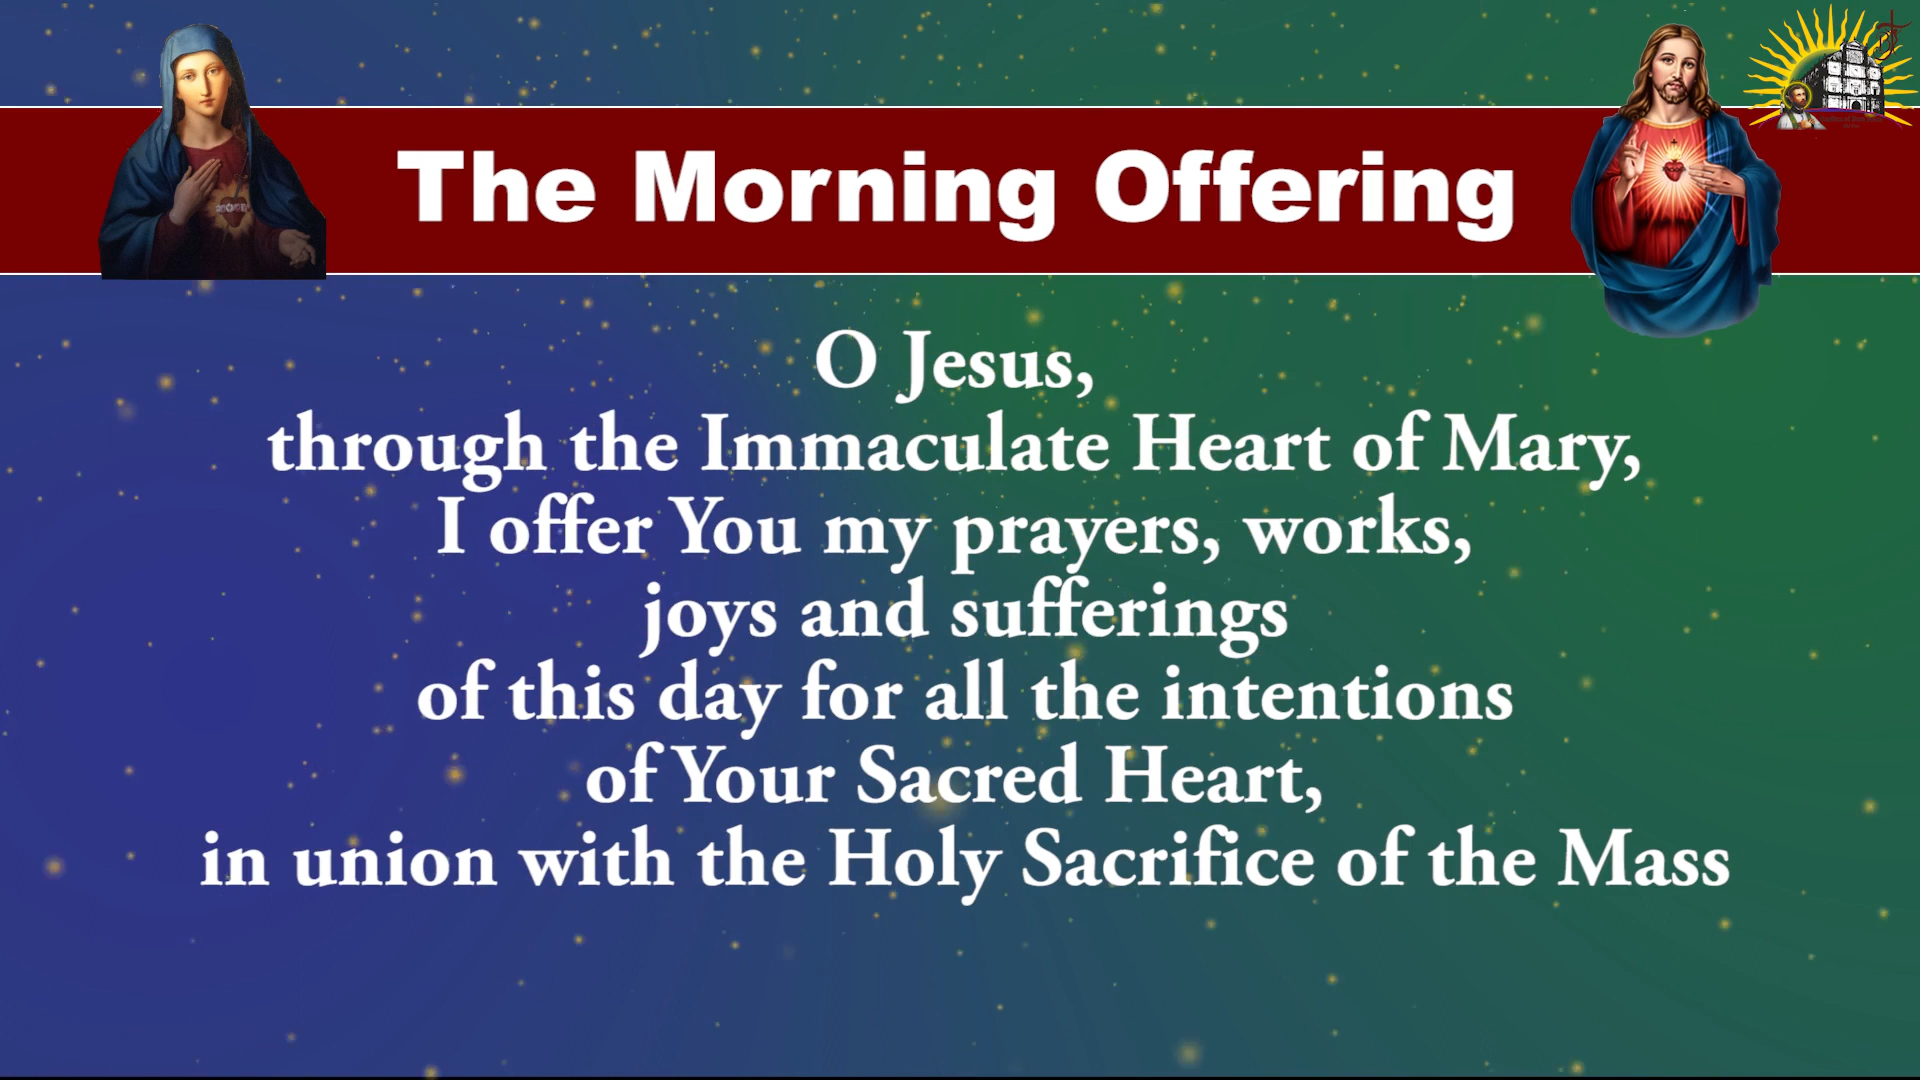 The Morning Offering
O Jesus,
through the Immaculate Heart of Mary,
I offer You my prayers, works,
joys and sufferings
of this day for all the intentions
of Your Sacred Heart,
in union with the Holy Sacrifice of the Mass